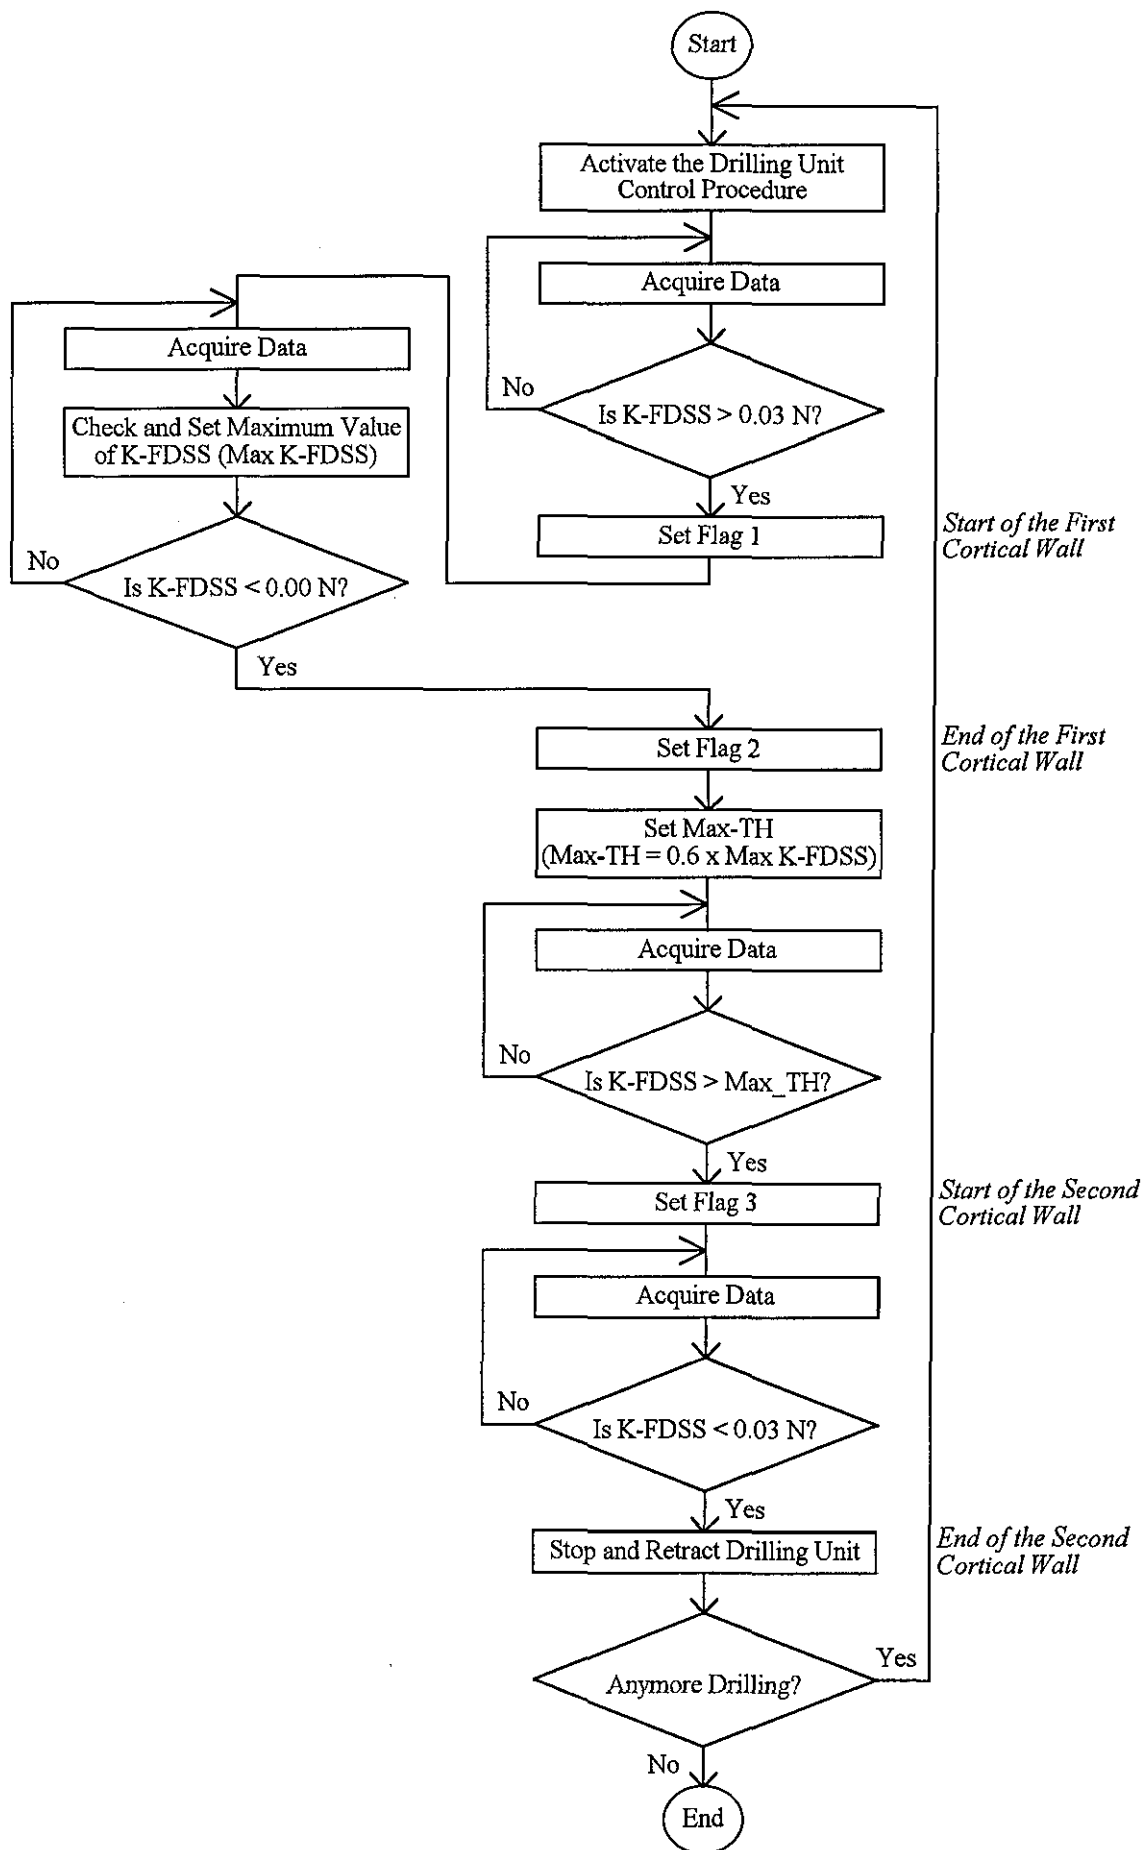 Start
Activate the Drilling Unit
Control Procedure
Acquire Data
Is K-FDSS > 0.03 N?
No
Yes
Set Flag 1
Start of the First
Cortical Wall
Acquire Data
Check and Set Maximum Value
of K-FDSS (Max K-FDSS)
No
Is K-FDSS < 0.00 N?
Yes
Set Flag 2
End of the First
Cortical Wall
Set Max-TH
(Max-TH = 0.6 x Max K-FDSS)
Acquire Data
No
Is K-FDSS > Max_TH?
Yes
Set Flag 3
Start of the Second
Cortical Wall
Acquire Data
No
Is K-FDSS < 0.03 N?
Yes
Stop and Retract Drilling Unit
End of the Second
Cortical Wall
Yes
Anymore Drilling?
No
End